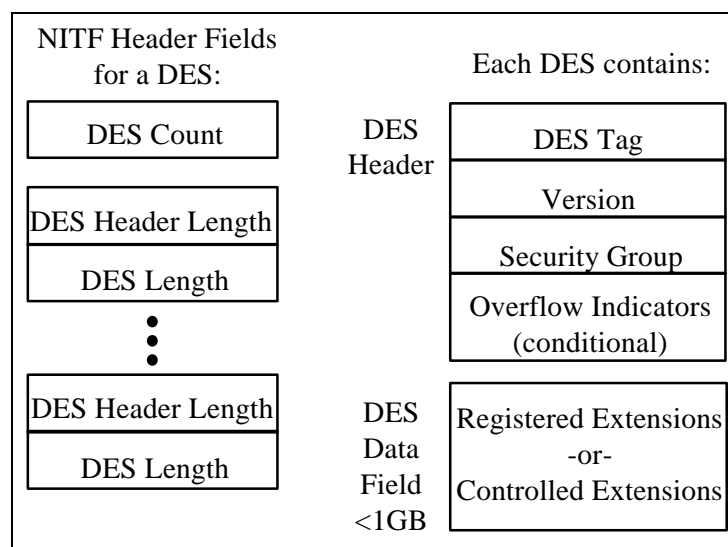 NITF Header Fields
for a DES:
DES Count
DES Header Length
DES Length
DES Header Length
DES Length
Each DES contains:
DES
Header
DES Tag
Version
Security Group
Overflow Indicators
(conditional)
DES
Data
Field
<1GB
Registered Extensions
-or-
Controlled Extensions